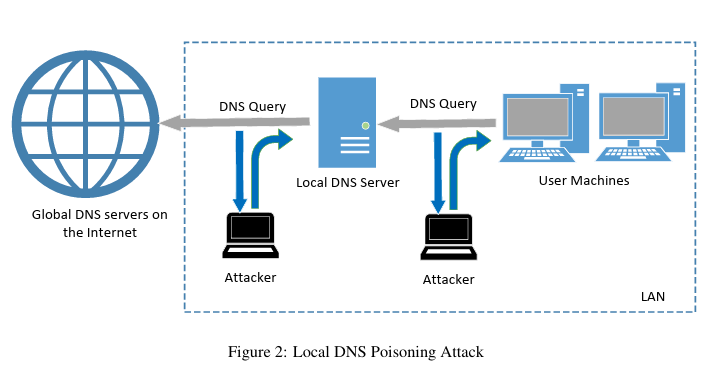 DNS Query
DNS Query
Local DNS Server
User Machines
Global DNS servers on
the Internet
Attacker
Attacker
LAN
Figure 2: Local DNS Poisoning Attack